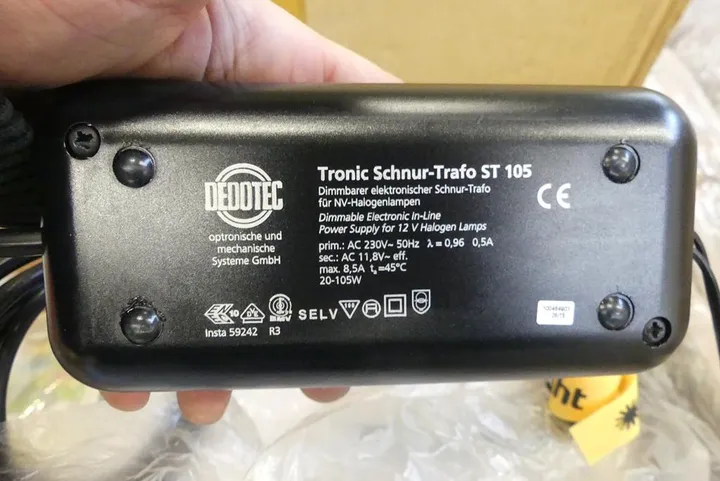 DEDOTEC
optronische und
mechanische
Systeme GmbH
Tronic Schnur-Trafo ST 105
Dimmbarer elektronischer Schnur-Trafo
für NV-Halogenlampen
Dimmable Electronic In-Line
Power Supply for 12 V Halogen Lamps
prim.: AC 230V~ 50Hz λ = 0,96 0,5A
sec.: AC 11,8V~ eff.
max. 8,5A tₐ=45°C
20-105W
CE
10
SELV
Insta 59242 R3
ht